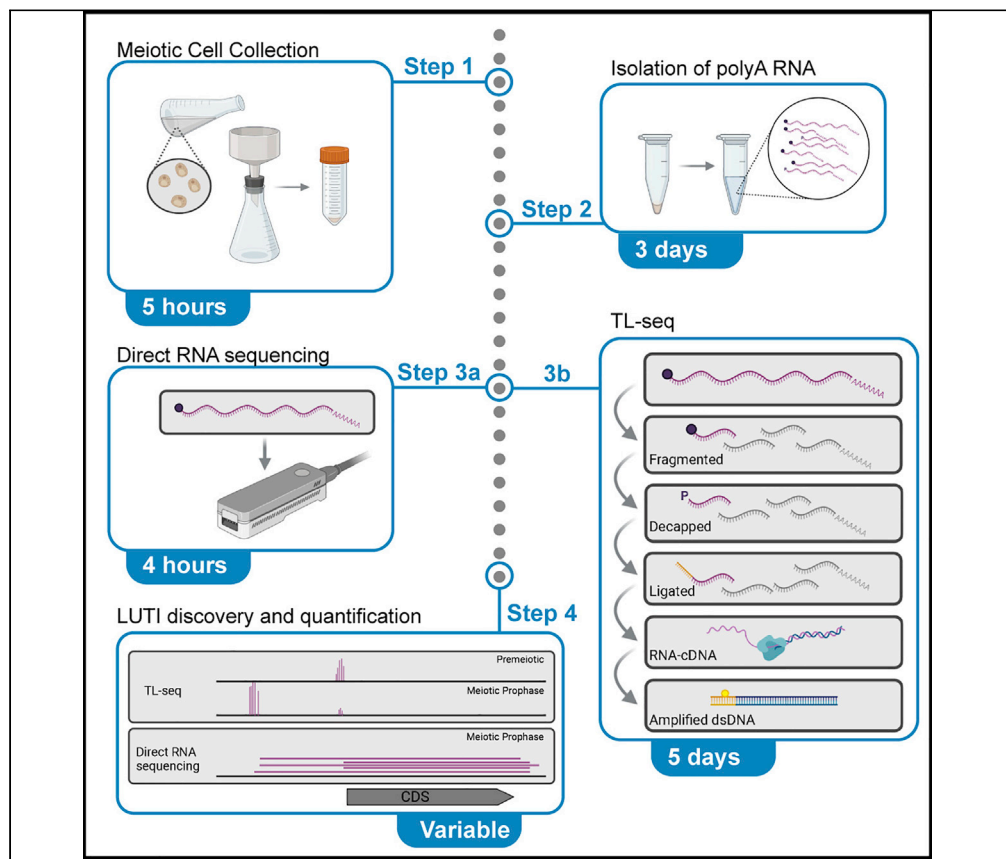 Meiotic Cell Collection
Step 1
5 hours
Isolation of polyA RNA
Step 2
3 days
Direct RNA sequencing
Step 3a
4 hours
3b
TL-seq
Fragmented
P
Decapped
Ligated
RNA-cDNA
Amplified dsDNA
5 days
Step 4
LUTI discovery and quantification
TL-seq
Premeiotic
Meiotic Prophase
Direct RNA
sequencing
Meiotic Prophase
CDS
Variable